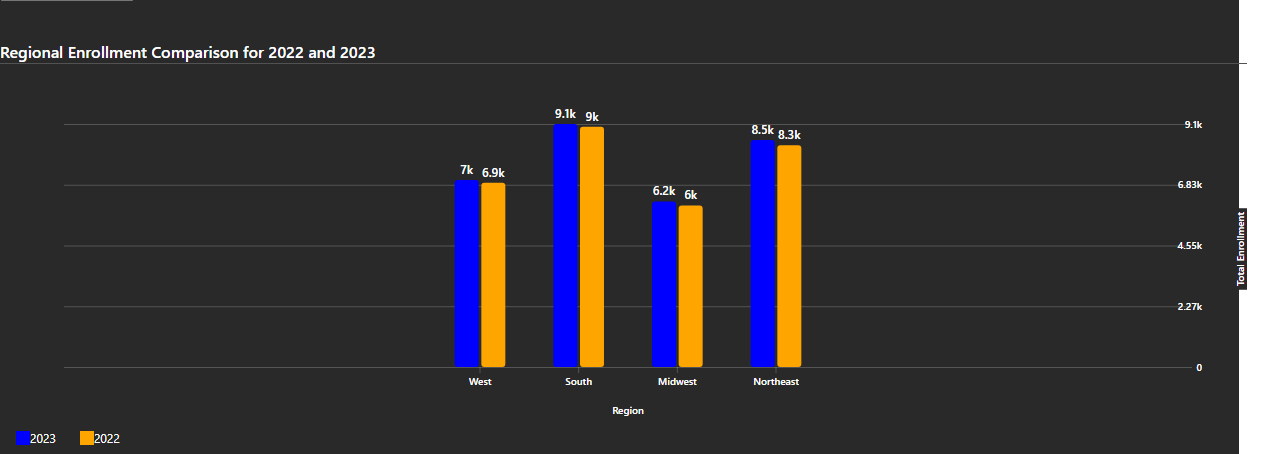 Regional Enrollment Comparison for 2022 and 2023
9.1k
9k
9.1k
8.5k
8.3k
7k
6.9k
6.83k
6.2k
6k
4.55k
Total Enrollment
2.27k
0
West
South
Midwest
Northeast
Region
2023
2022